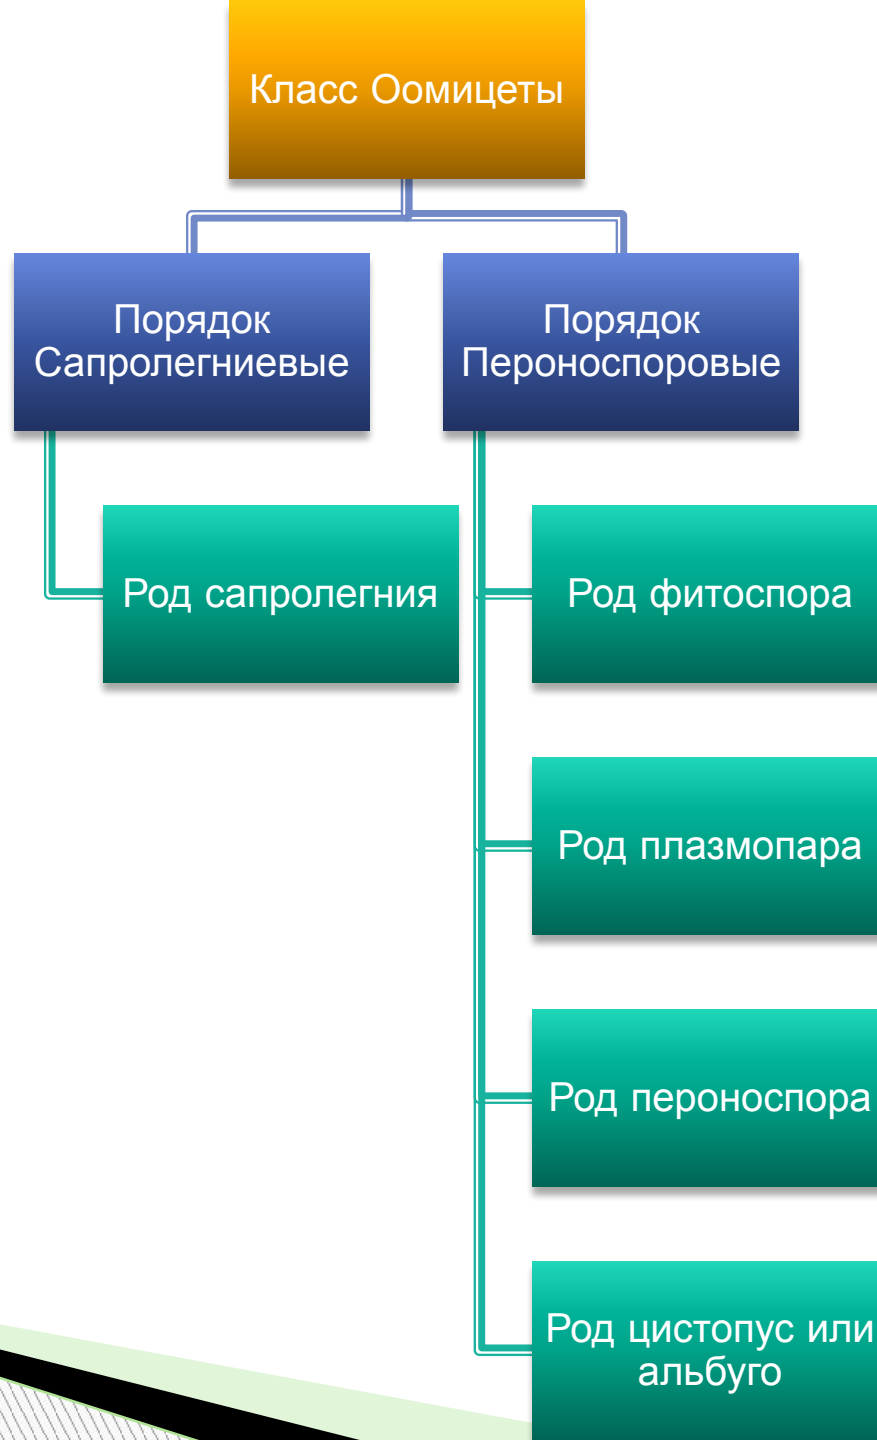 Класс Оомицеты
Порядок
Сапролегниевые
Порядок
Пероноспоровые
Род сапролегния
Род фитоспора
Род плазмопара
Род пероноспора
Род цистопус или
альбуго